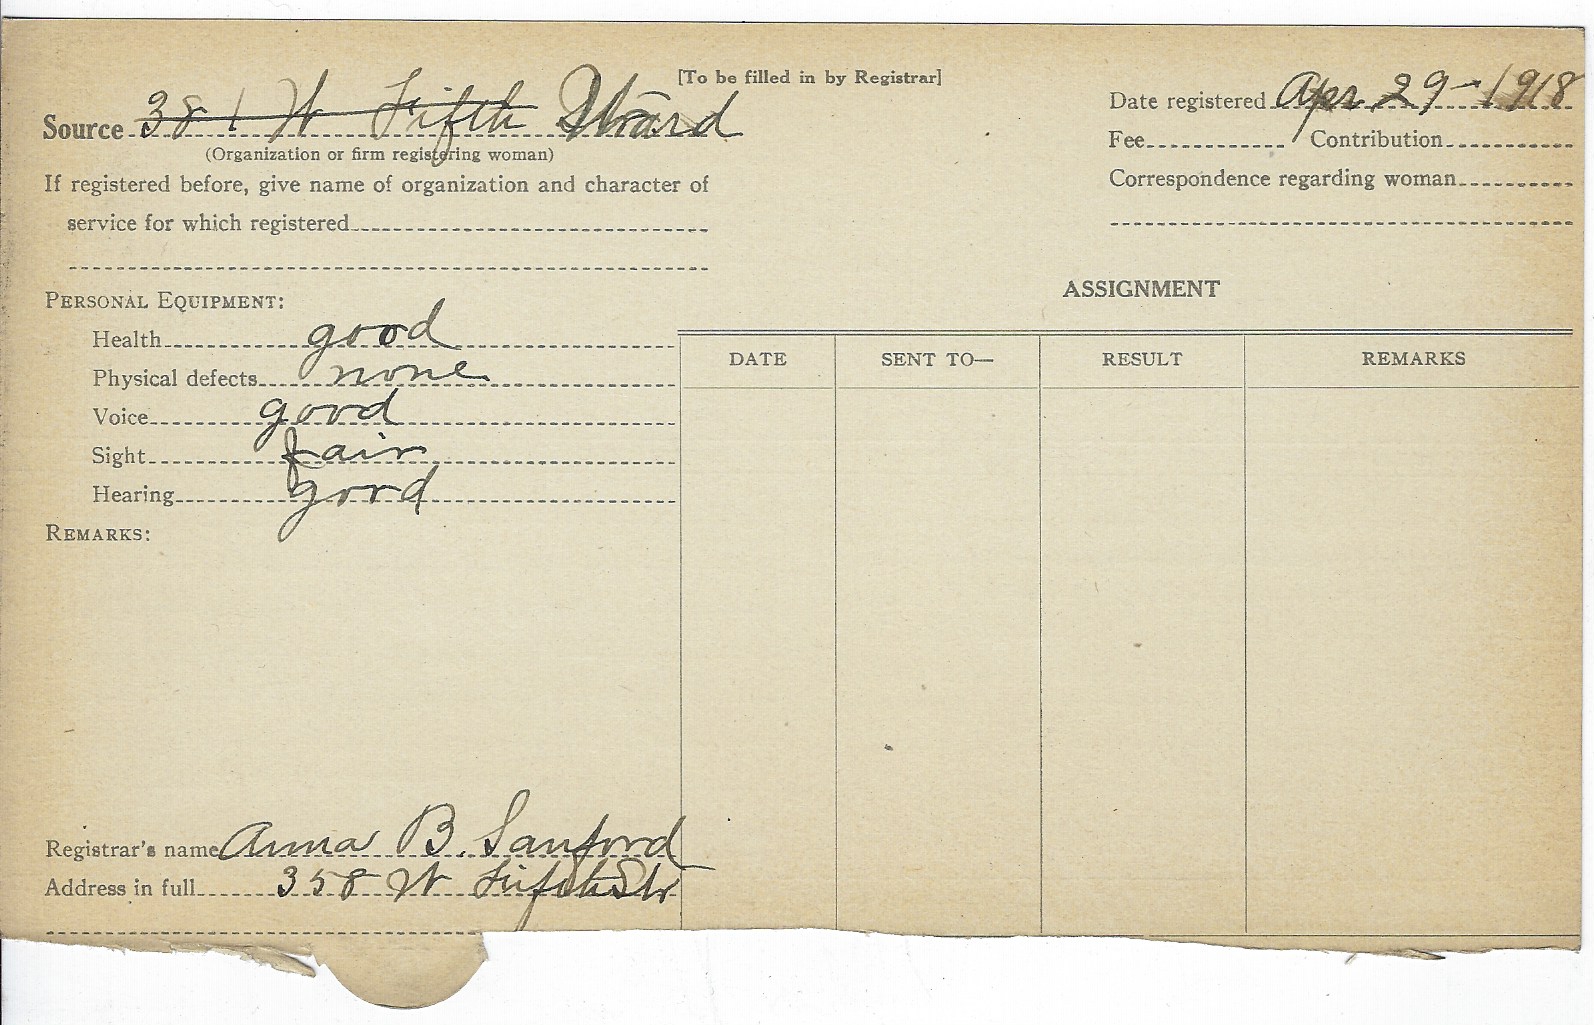 [To be filled in by Registrar]
Source 381 W Fifth Ward
(Organization or firm registering woman)
If registered before, give name of organization and character of
service for which registered
Date registered Apr 29-1918
Fee Contribution
Correspondence regarding woman
PERSONAL EQUIPMENT:
Health good
Physical defects none
Voice good
Sight fair
Hearing good
REMARKS:
ASSIGNMENT
DATE SENT TO— RESULT REMARKS
Registrar's name Anna B. Sanford
Address in full 358 W Fifth Str